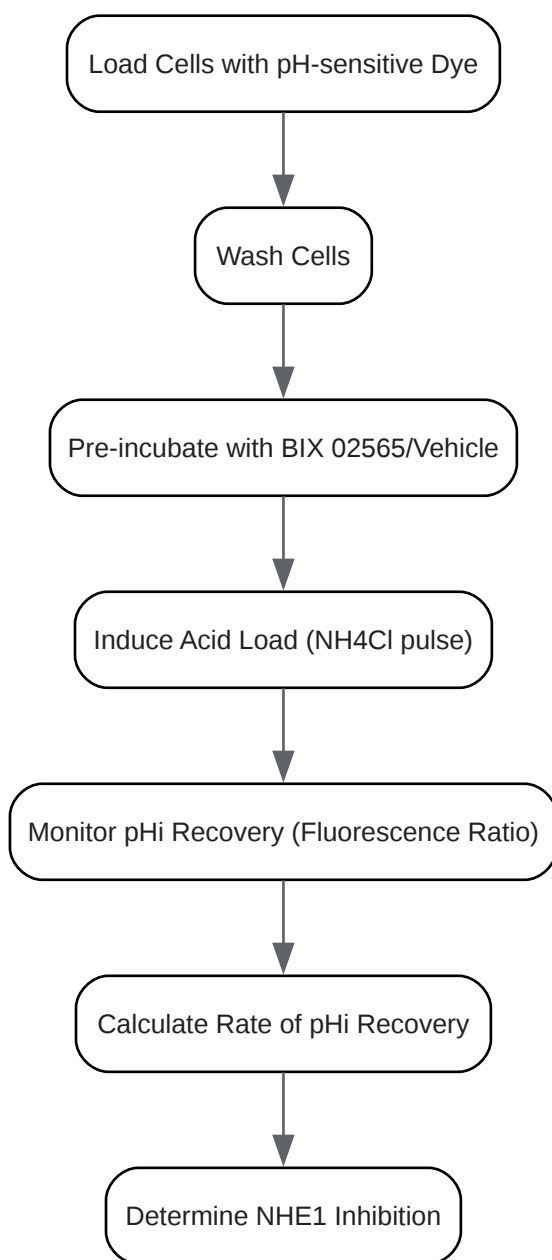 Load Cells with pH-sensitive Dye
Wash Cells
Pre-incubate with BIX 02565/Vehicle
Induce Acid Load (NH4Cl pulse)
Monitor pHi Recovery (Fluorescence Ratio)
Calculate Rate of pHi Recovery
Determine NHE1 Inhibition